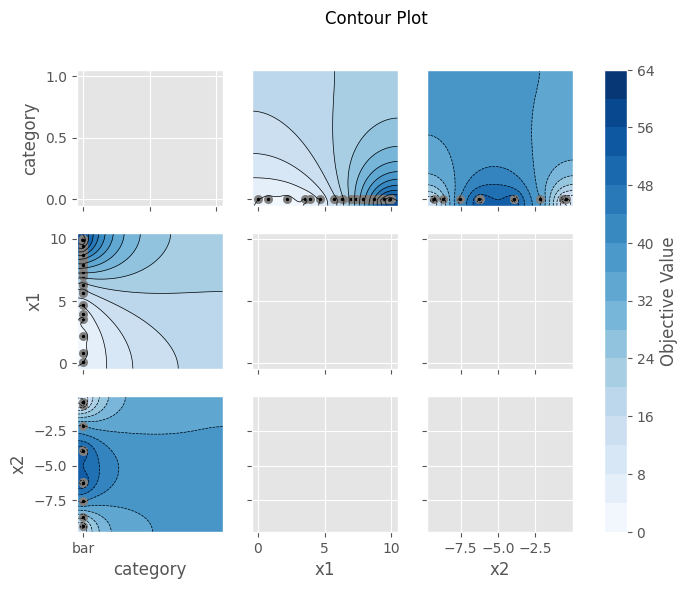 Contour Plot
1.0
0.5
0.0
category
10
5
0
x1
−2.5
−5.0
−7.5
x2
bar
category
0 5 10
x1
−7.5 −5.0 −2.5
x2
64
56
48
40
32
24
16
8
0
Objective Value